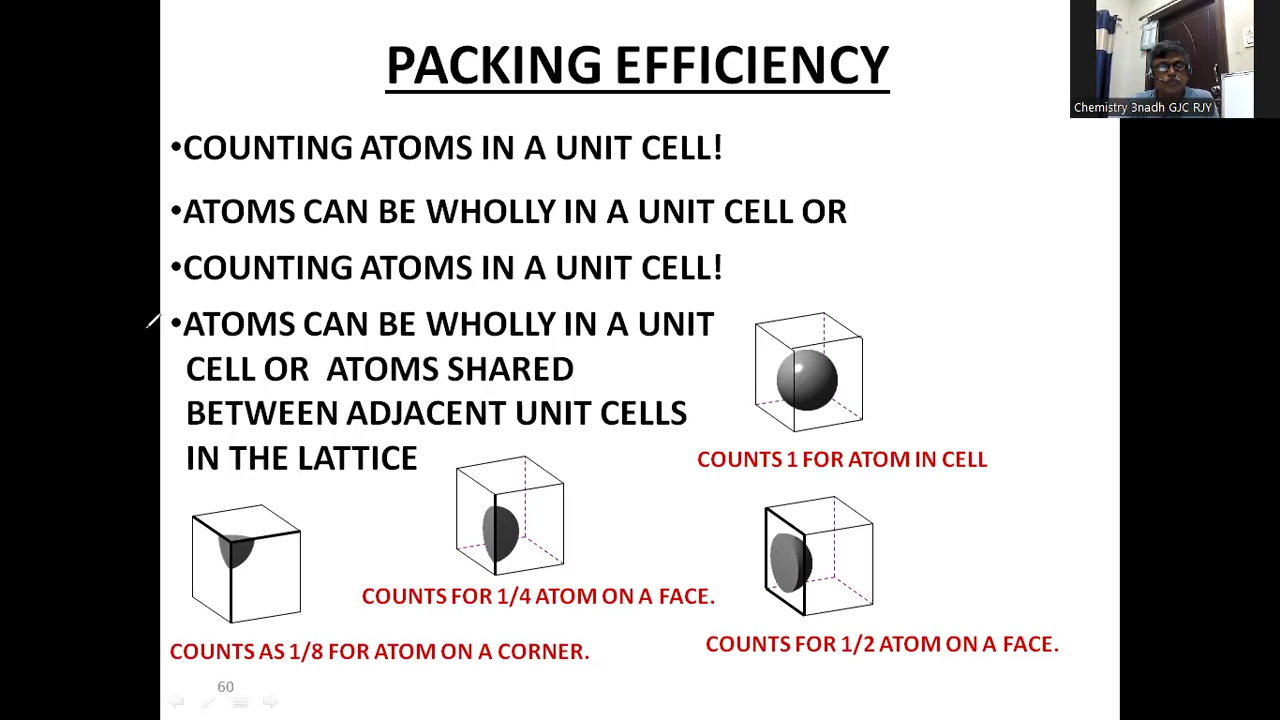 PACKING EFFICIENCY
Chemistry 3nadh GJC RJY
•COUNTING ATOMS IN A UNIT CELL!
•ATOMS CAN BE WHOLLY IN A UNIT CELL OR
•COUNTING ATOMS IN A UNIT CELL!
•ATOMS CAN BE WHOLLY IN A UNIT
CELL OR ATOMS SHARED
BETWEEN ADJACENT UNIT CELLS
IN THE LATTICE
COUNTS 1 FOR ATOM IN CELL
COUNTS FOR 1/4 ATOM ON A FACE.
COUNTS FOR 1/2 ATOM ON A FACE.
COUNTS AS 1/8 FOR ATOM ON A CORNER.
60